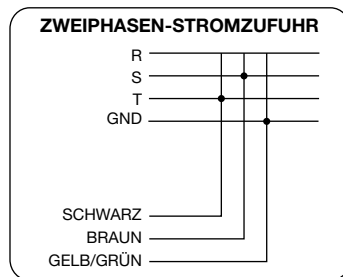 ZWEIPHASEN-STROMZUFUHR
R
S
T
GND
SCHWARZ
BRAUN
GELB/GRÜN